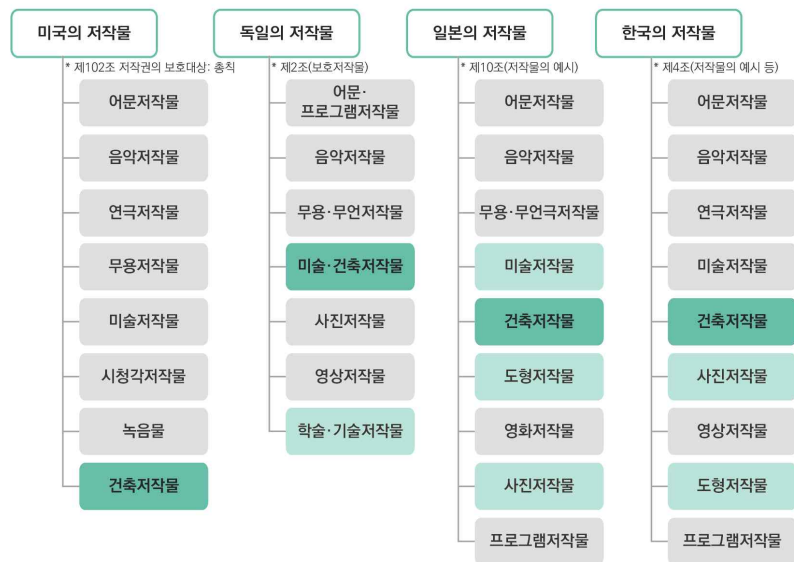 미국의 저작물
* 제102조 저작권의 보호대상: 총칙
어문저작물
음악저작물
연극저작물
무용저작물
미술저작물
시청각저작물
녹음물
건축저작물
독일의 저작물
* 제2조(보호저작물)
어문·
프로그램저작물
음악저작물
무용·무언저작물
미술·건축저작물
사진저작물
영상저작물
학술·기술저작물
일본의 저작물
* 제10조(저작물의 예시)
어문저작물
음악저작물
무용·무언극저작물
미술저작물
건축저작물
도형저작물
영화저작물
사진저작물
프로그램저작물
한국의 저작물
* 제4조(저작물의 예시 등)
어문저작물
음악저작물
연극저작물
미술저작물
건축저작물
사진저작물
영상저작물
도형저작물
프로그램저작물